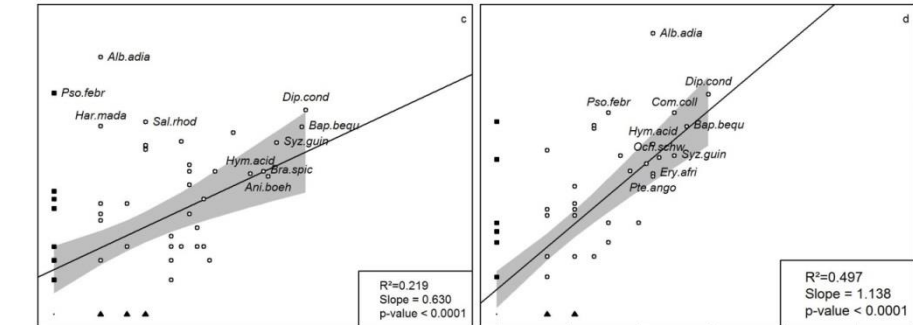 c
Alb.adia
Pso.febr
Har.mada
Sal.rhod
Dip.cond
Bap.bequ
Syz.guin
Hym.acid
Bra.spic
Ani.boeh
R²=0.219
Slope = 0.630
p-value < 0.0001
d
Alb.adia
Dip.cond
Pso.febr
Com.coll
Hym.acid
Bap.bequ
Och.schw
Syz.guin
Ery.afri
Pte.ango
R²=0.497
Slope = 1.138
p-value < 0.0001